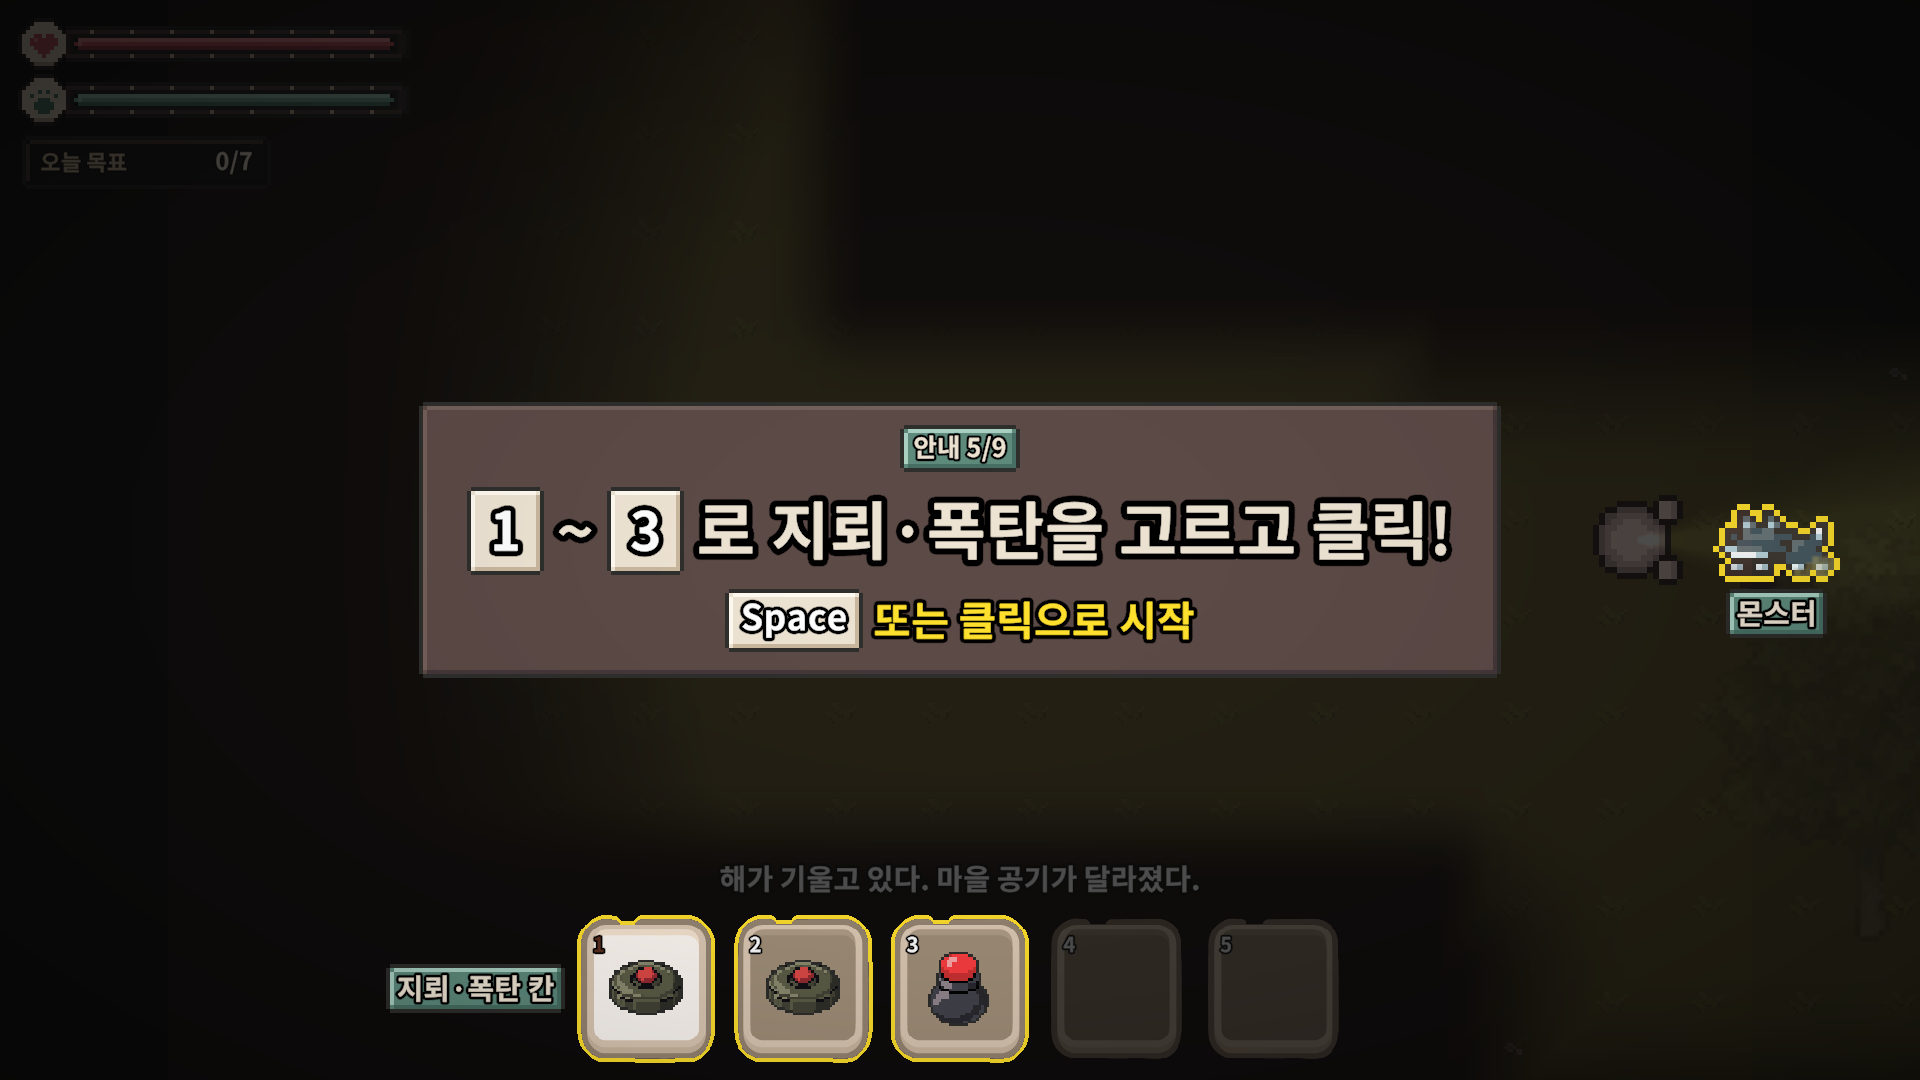 오늘 목표 0/7
안내 5/9
1 ~ 3 로 지뢰·폭탄을 고르고 클릭!
Space 또는 클릭으로 시작
몬스터
해가 기울고 있다. 마을 공기가 달라졌다.
지뢰·폭탄 칸
1 2 3 4 5